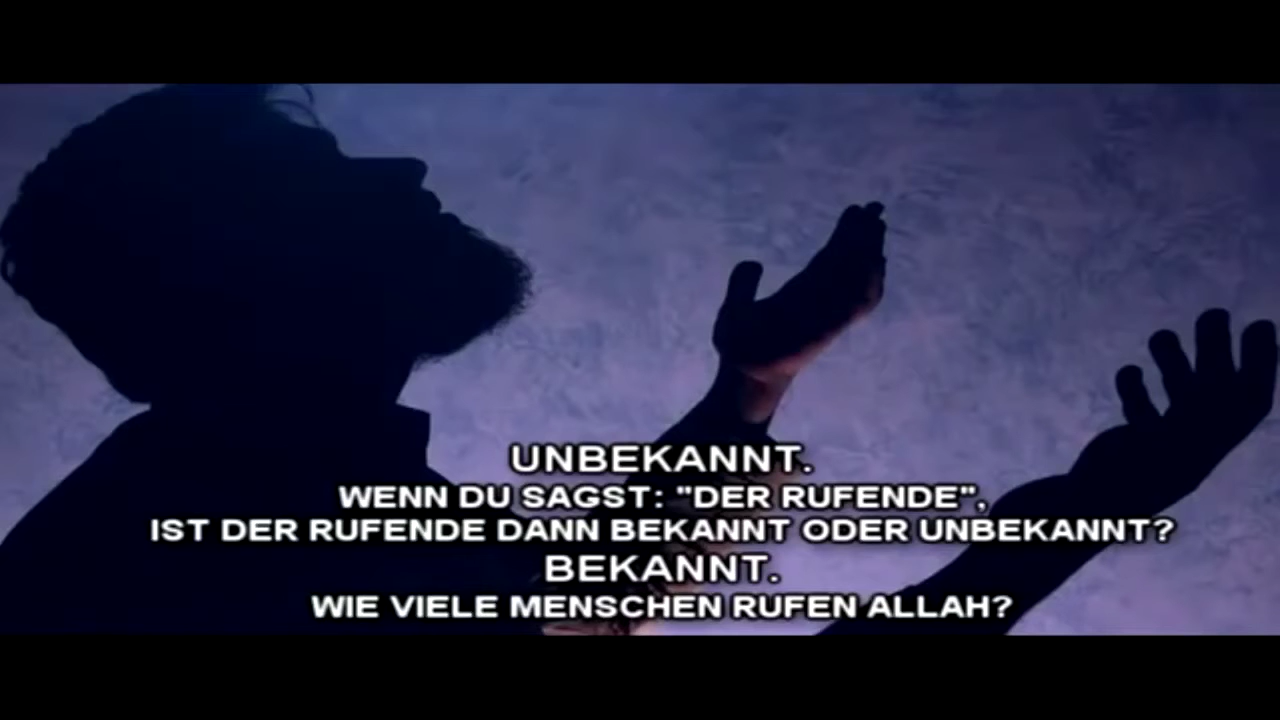 UNBEKANNT.
WENN DU SAGST: "DER RUFENDE",
IST DER RUFENDE DANN BEKANNT ODER UNBEKANNT?
BEKANNT.
WIE VIELE MENSCHEN RUFEN ALLAH?